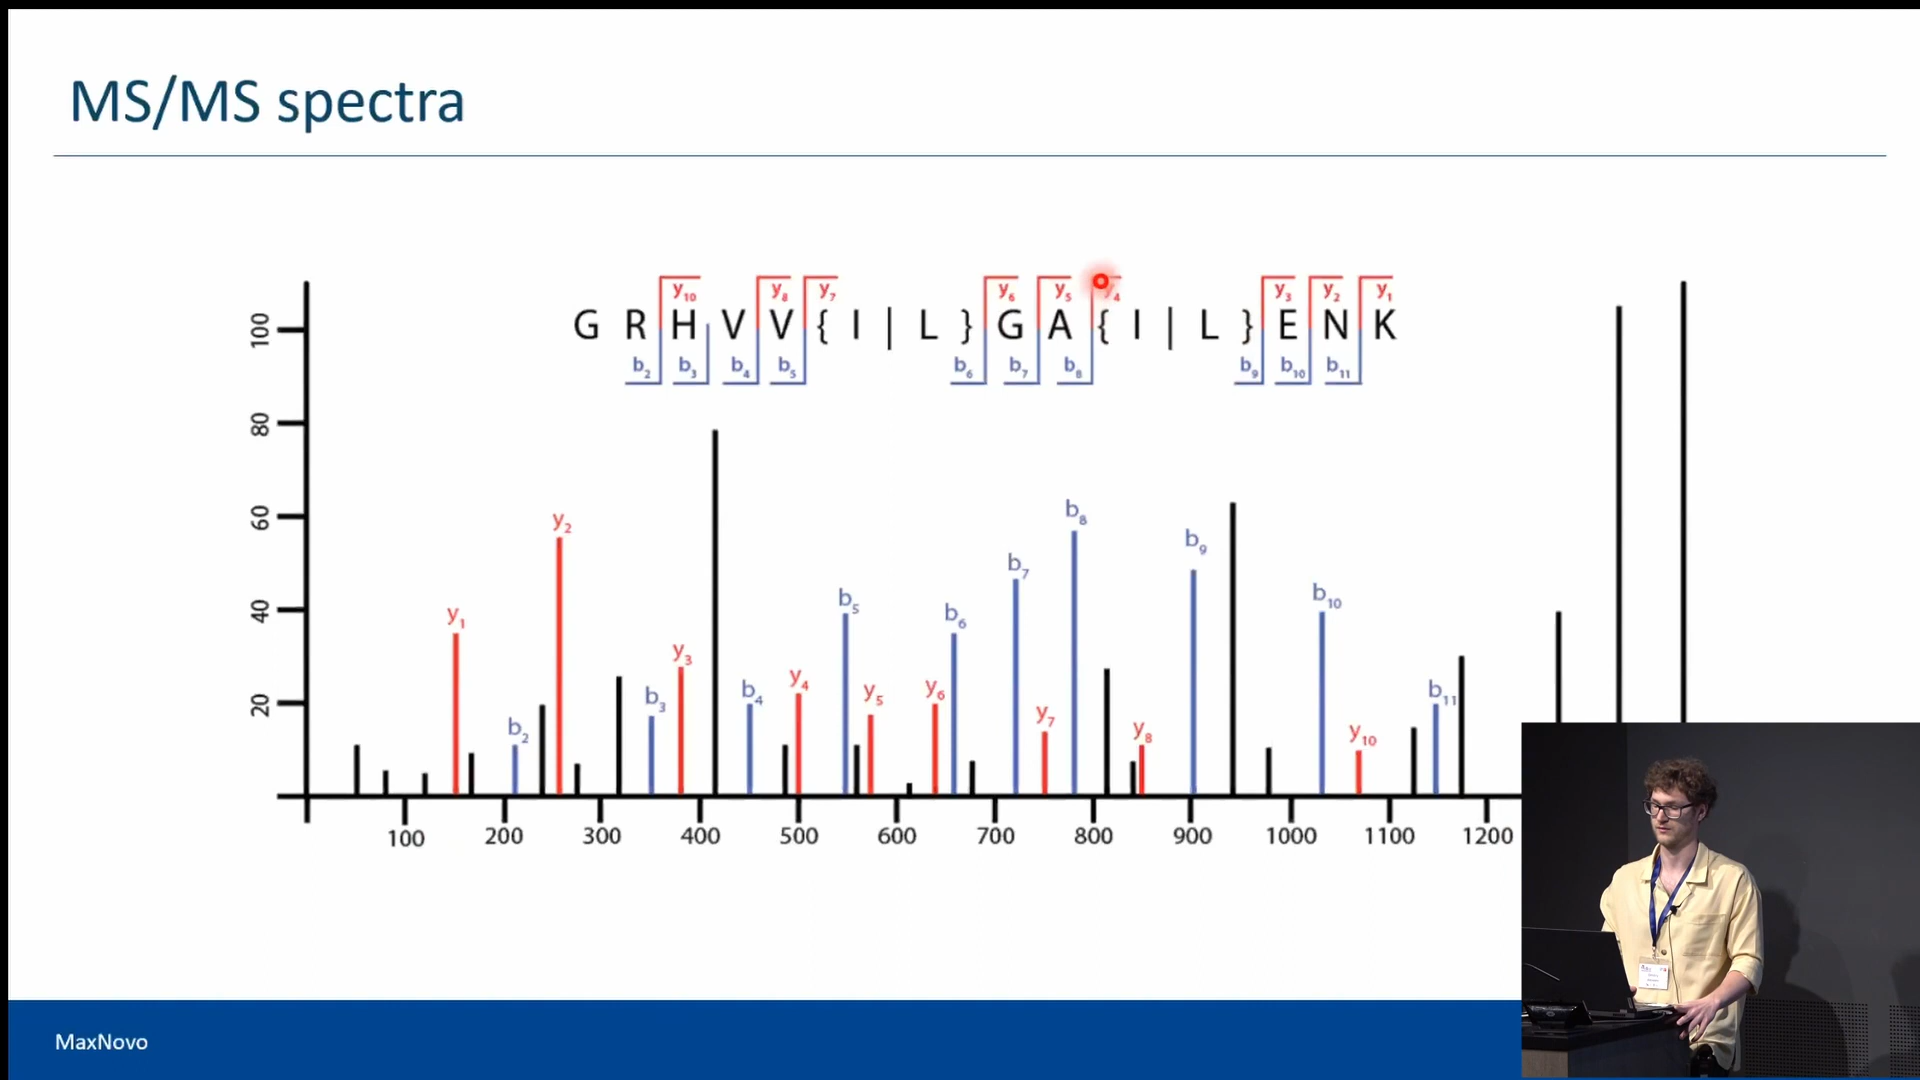 MS/MS spectra
y10 y8 y7 y6 y5 y4 y3 y2 y1
G R H V V { I | L } G A { I | L } E N K
b2 b3 b4 b5 b6 b7 b8 b9 b10 b11
100
80
60
40
20
y1 b2 y2 b3 y3 b4 y4 b5 y5 y6 b6 b7 y7 b8 y8 b9 b10 y10 b11
100 200 300 400 500 600 700 800 900 1000 1100 1200
MaxNovo